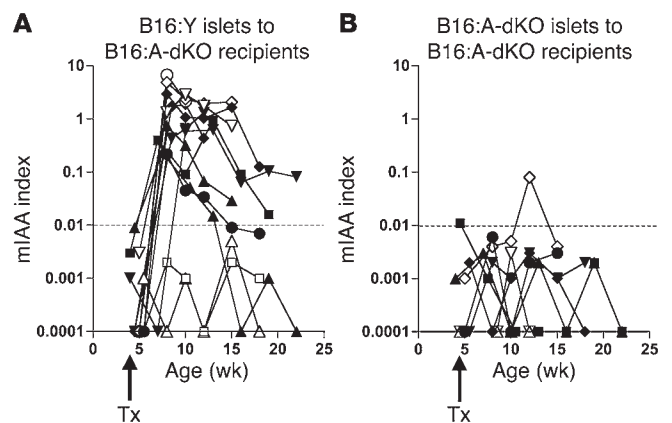 A
B16:Y islets to
B16:A-dKO recipients
mIAA index
10
1
0.1
0.01
0.001
0.0001
0 5 10 15 20 25
Age (wk)
Tx
B
B16:A-dKO islets to
B16:A-dKO recipients
mIAA index
10
1
0.1
0.01
0.001
0.0001
0 5 10 15 20 25
Age (wk)
Tx